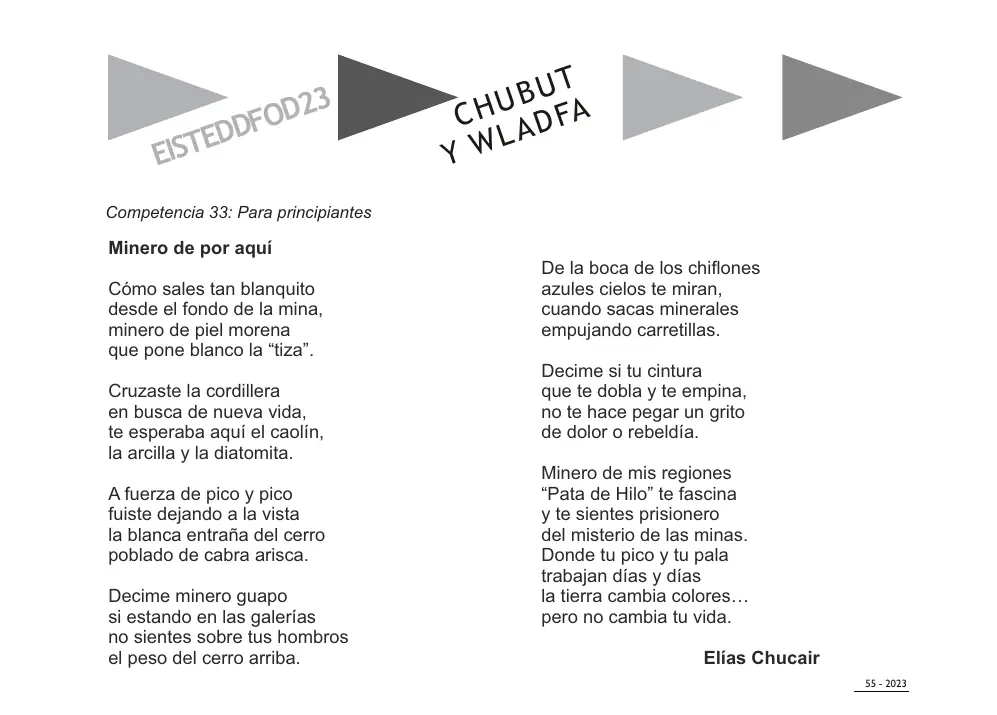 EISTEDDFOD23
CHUBUT
Y WLADFA
Competencia 33: Para principiantes
Minero de por aquí
Cómo sales tan blanquito
desde el fondo de la mina,
minero de piel morena
que pone blanco la “tiza”.
Cruzaste la cordillera
en busca de nueva vida,
te esperaba aquí el caolín,
la arcilla y la diatomita.
A fuerza de pico y pico
fuiste dejando a la vista
la blanca entraña del cerro
poblado de cabra arisca.
Decime minero guapo
si estando en las galerías
no sientes sobre tus hombros
el peso del cerro arriba.
De la boca de los chiflones
azules cielos te miran,
cuando sacas minerales
empujando carretillas.
Decime si tu cintura
que te dobla y te empina,
no te hace pegar un grito
de dolor o rebeldía.
Minero de mis regiones
“Pata de Hilo” te fascina
y te sientes prisionero
del misterio de las minas.
Donde tu pico y tu pala
trabajan días y días
la tierra cambia colores…
pero no cambia tu vida.
Elías Chucair
55 - 2023